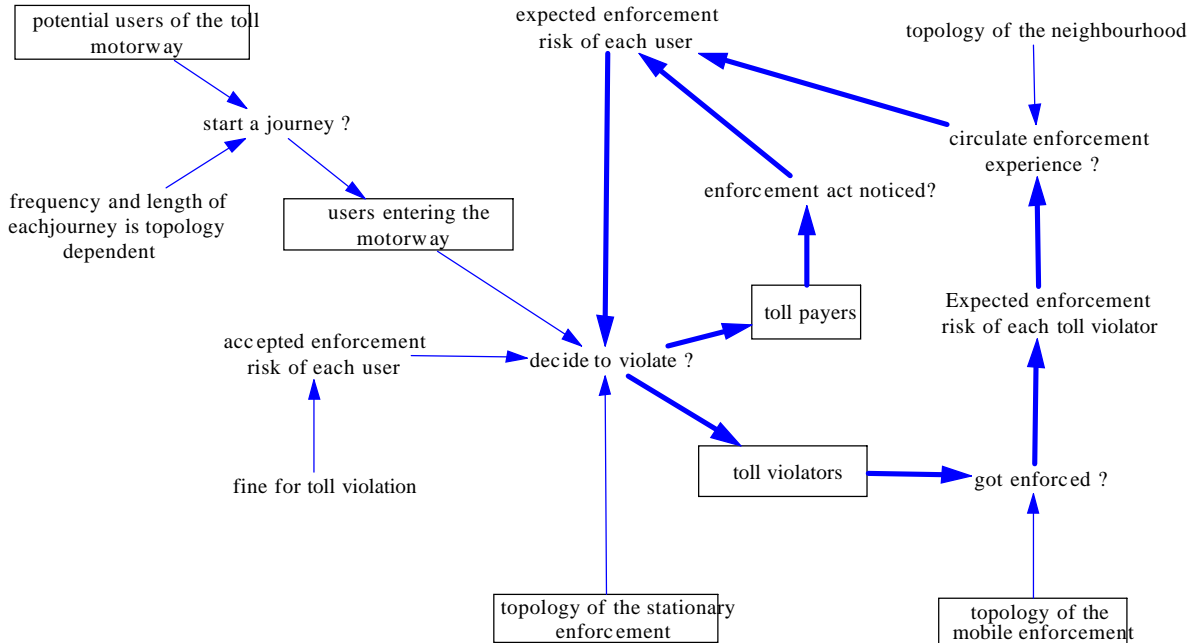 potential users of the toll
motorway
expected enforcement
risk of each user
topology of the neighbourhood
start a journey ?
circulate enforcement
experience ?
frequency and length of
eachjourney is topology
dependent
users entering the
motorway
enforcement act noticed?
toll payers
Expected enforcement
risk of each toll violator
accepted enforcement
risk of each user
decide to violate ?
fine for toll violation
toll violators
got enforced ?
topology of the stationary
enforcement
topology of the
mobile enforcement